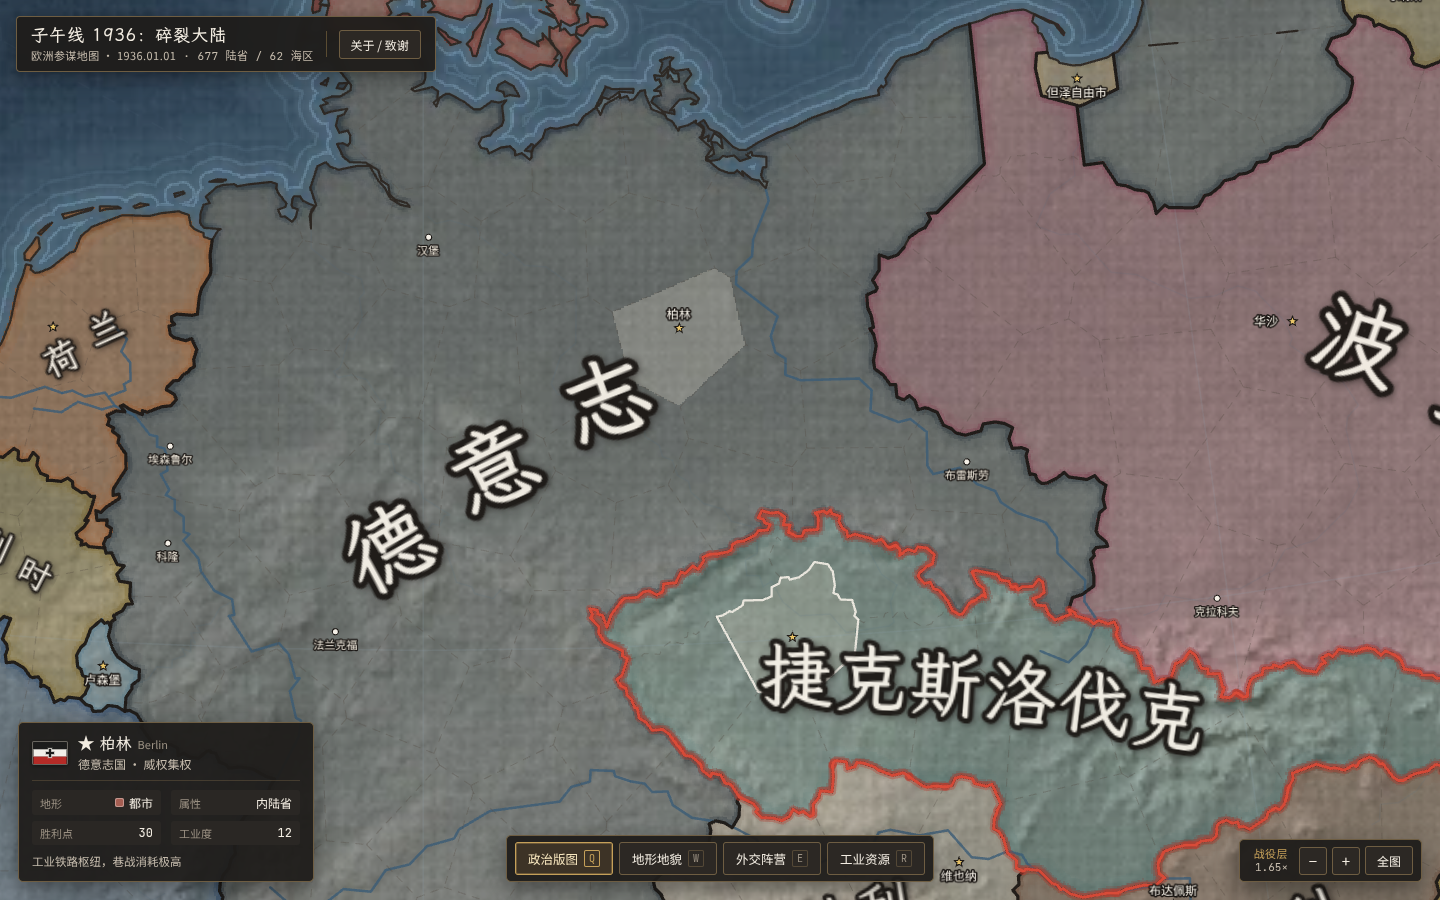 子午线 1936：碎裂大陆
欧洲参谋地图 · 1936.01.01 · 677 陆省 / 62 海区
关于 / 致谢
但泽自由市
汉堡
柏林
荷兰
华沙
波
志
意
德
埃森鲁尔
布雷斯劳
时
科隆
法兰克福
克拉科夫
卢森堡
捷克斯洛伐克
★ 柏林 Berlin
德意志国 · 威权集权
地形 都市
属性 内陆省
胜利点 30
工业度 12
工业铁路枢纽，巷战消耗极高
政治版图 Q
地形地貌 W
外交阵营 E
工业资源 R
维也纳
利
布达佩斯
战役层
1.65×
−
+
全图